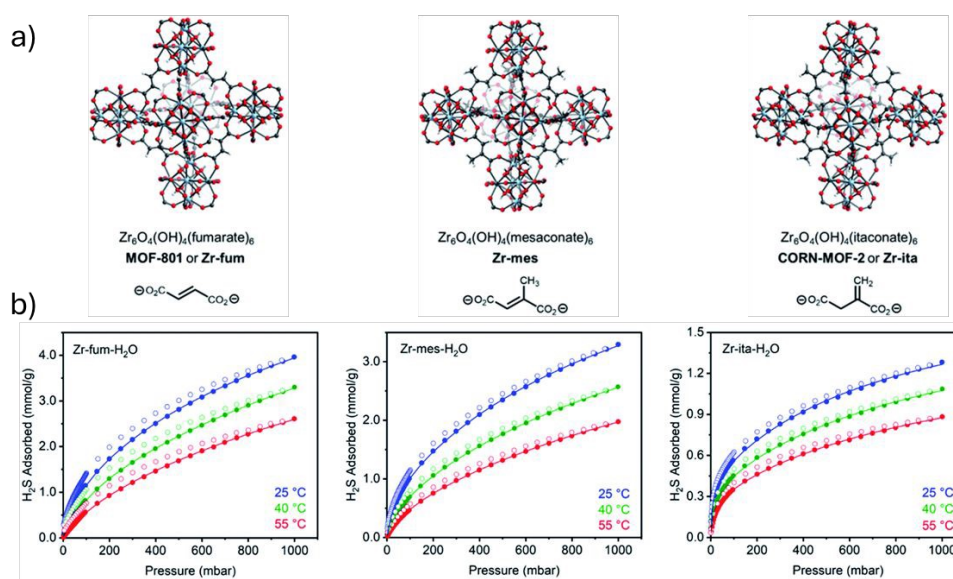 a)
Zr₆O₄(OH)₄(fumarate)₆
MOF-801 or Zr-fum
⊖O₂C CO₂⊖
Zr₆O₄(OH)₄(mesaconate)₆
Zr-mes
CH₃
⊖O₂C CO₂⊖
Zr₆O₄(OH)₄(itaconate)₆
CORN-MOF-2 or Zr-ita
CH₂
⊖O₂C CO₂⊖
b)
Zr-fum-H₂O
H₂S Adsorbed (mmol/g)
4.0
3.0
2.0
1.0
0.0
25 °C
40 °C
55 °C
0 200 400 600 800 1000
Pressure (mbar)
Zr-mes-H₂O
H₂S Adsorbed (mmol/g)
3.0
2.0
1.0
0.0
25 °C
40 °C
55 °C
0 200 400 600 800 1000
Pressure (mbar)
Zr-ita-H₂O
H₂S Adsorbed (mmol/g)
1.5
1.2
0.9
0.6
0.3
0.0
25 °C
40 °C
55 °C
0 200 400 600 800 1000
Pressure (mbar)